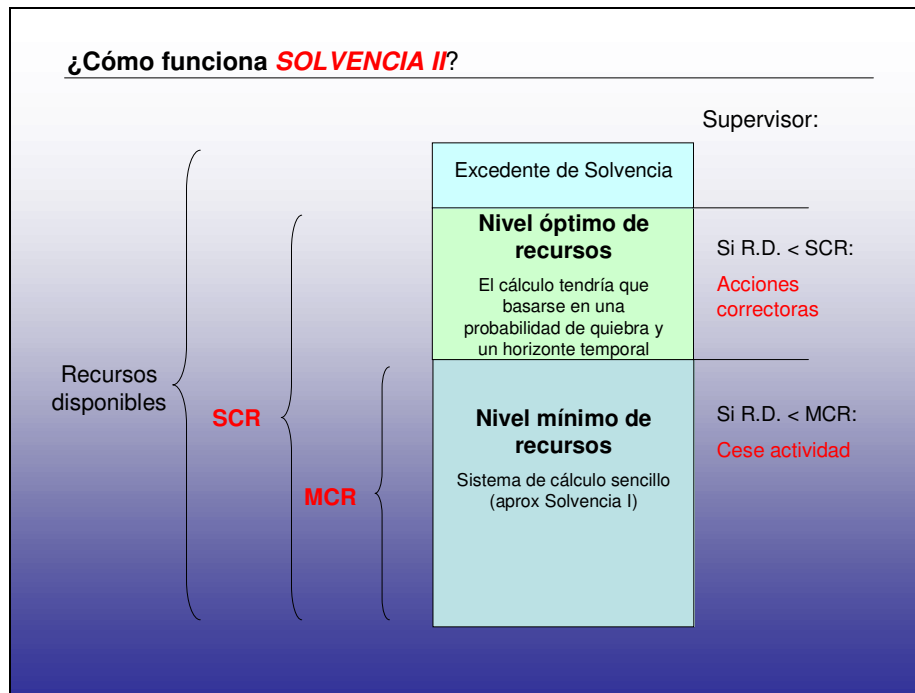 ¿Cómo funciona SOLVENCIA II?
Supervisor:
Excedente de Solvencia
Nivel óptimo de
recursos
El cálculo tendría que
basarse en una
probabilidad de quiebra y
un horizonte temporal
Si R.D. < SCR:
Acciones
correctoras
Recursos
disponibles
SCR
MCR
Nivel mínimo de
recursos
Sistema de cálculo sencillo
(aprox Solvencia I)
Si R.D. < MCR:
Cese actividad